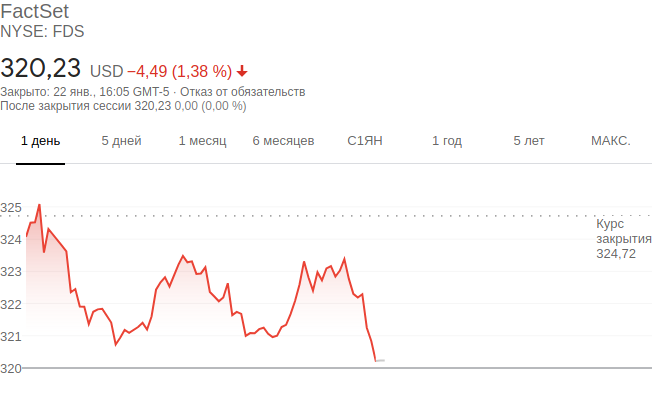 FactSet
NYSE: FDS
320,23 USD −4,49 (1,38 %)
Закрыто: 22 янв., 16:05 GMT-5 · Отказ от обязательств
После закрытия сессии 320,23 0,00 (0,00 %)
1 день 5 дней 1 месяц 6 месяцев С1ЯН 1 год 5 лет МАКС.
325
324
323
322
321
320
Курс
закрытия
324,72